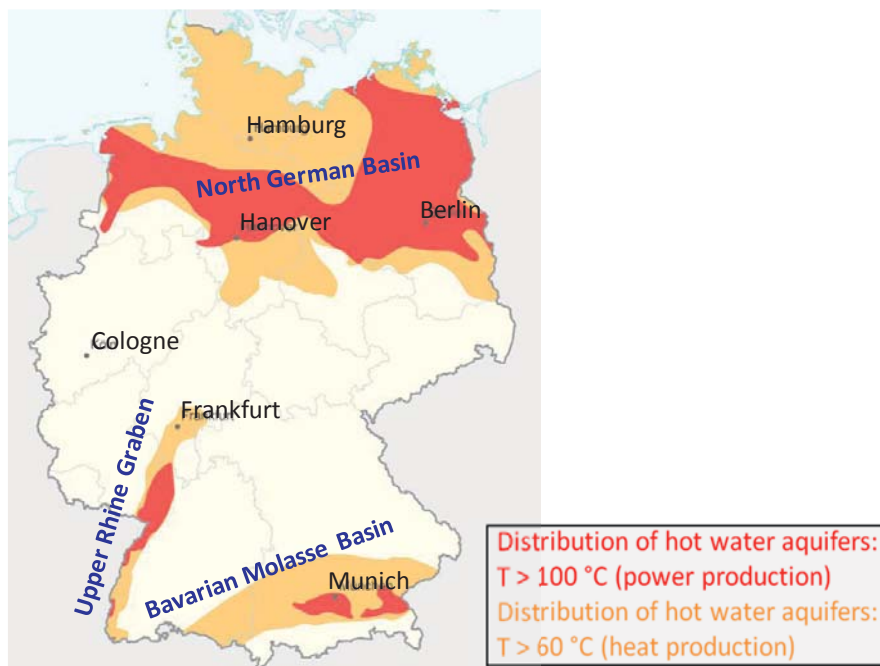 Hamburg
North German Basin
Hanover
Berlin
Cologne
Frankfurt
Upper Rhine Graben
Bavarian Molasse Basin
Munich
Distribution of hot water aquifers:
T > 100 °C (power production)
Distribution of hot water aquifers:
T > 60 °C (heat production)